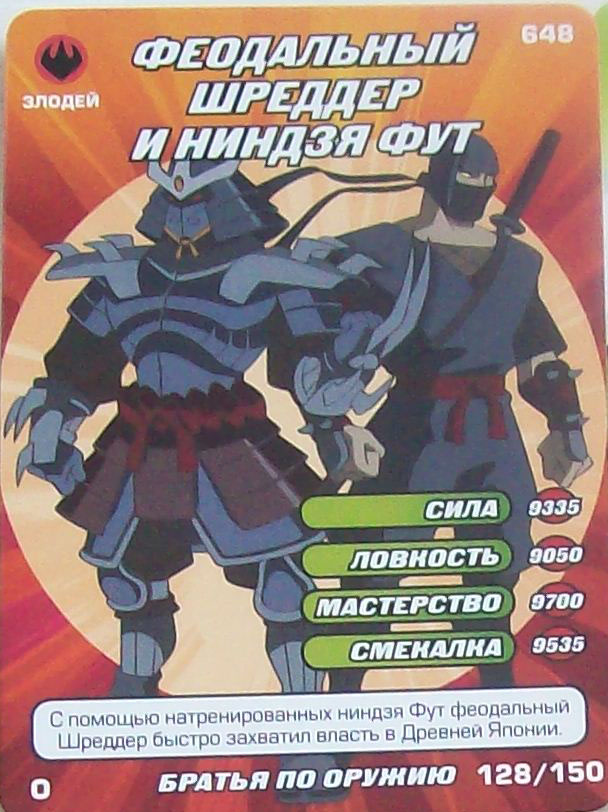 648
ЗЛОДЕЙ
ФЕОДАЛЬНЫЙ
ШРЕДДЕР
И НИНДЗЯ ФУТ
СИЛА 9335
ЛОВКОСТЬ 9050
МАСТЕРСТВО 9700
СМЕКАЛКА 9535
С помощью натренированных ниндзя Фут феодальный
Шреддер быстро захватил власть в Древней Японии.
0 БРАТЬЯ ПО ОРУЖИЮ 128/150